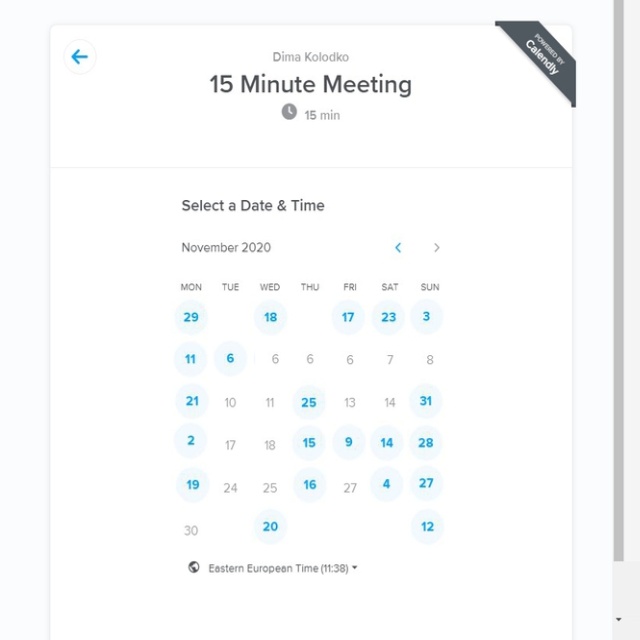 POWERED BY
Calendly
Dima Kolodko
15 Minute Meeting
15 min
Select a Date & Time
November 2020
MON TUE WED THU FRI SAT SUN
29 18 17 23 3
11 6 6 6 6 7 8
21 10 11 25 13 14 31
2 17 18 15 9 14 28
19 24 25 16 27 4 27
30 20 12
Eastern European Time (11:38)